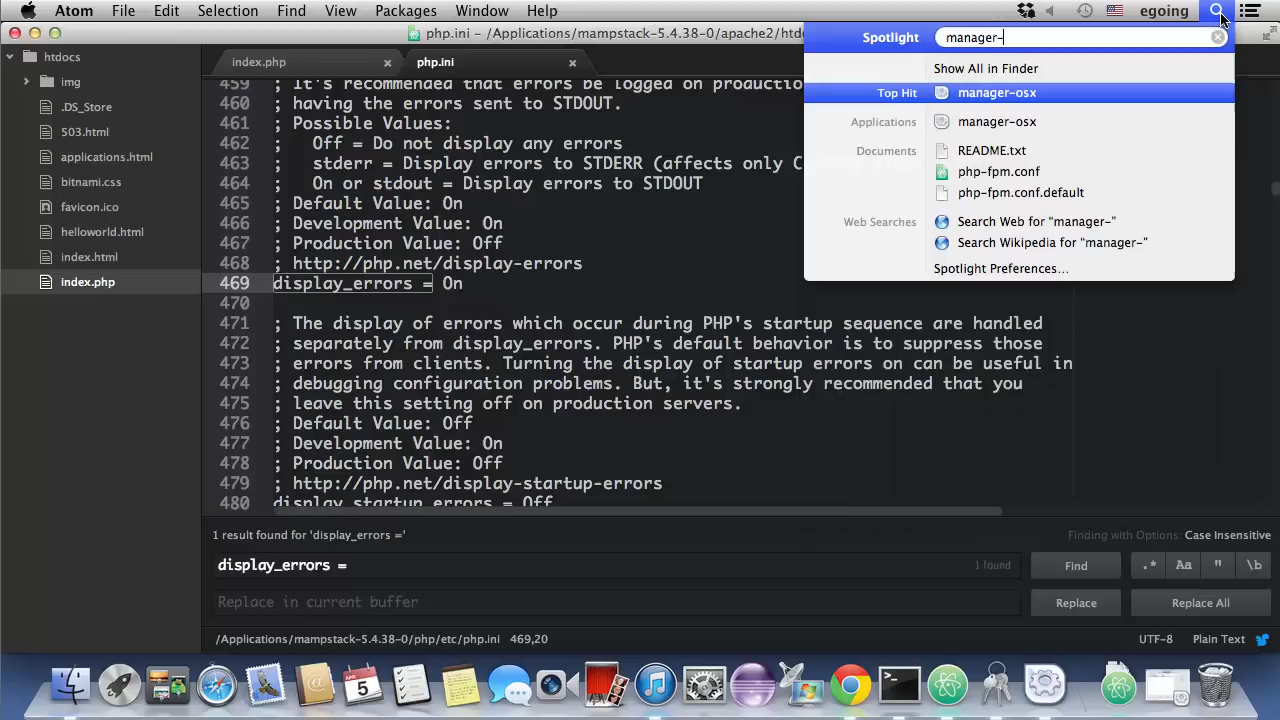 Atom File Edit Selection Find View Packages Window Help egoing
php.ini – /Applications/mampstack-5.4.38-0/apache2/htdo
Spotlight manager-
Show All in Finder
Top Hit manager-osx
Applications manager-osx
Documents README.txt
php-fpm.conf
php-fpm.conf.default
Web Searches Search Web for “manager-”
Search Wikipedia for “manager-”
Spotlight Preferences…
htdocs
img
.DS_Store
503.html
applications.html
bitnami.css
favicon.ico
helloworld.html
index.html
index.php
index.php php.ini
459 ; It's recommended that errors be logged on production
460 ; having the errors sent to STDOUT.
461 ; Possible Values:
462 ;   Off = Do not display any errors
463 ;   stderr = Display errors to STDERR (affects only C
464 ;   On or stdout = Display errors to STDOUT
465 ; Default Value: On
466 ; Development Value: On
467 ; Production Value: Off
468 ; http://php.net/display-errors
469 display_errors = On
470
471 ; The display of errors which occur during PHP's startup sequence are handled
472 ; separately from display_errors. PHP's default behavior is to suppress those
473 ; errors from clients. Turning the display of startup errors on can be useful in
474 ; debugging configuration problems. But, it's strongly recommended that you
475 ; leave this setting off on production servers.
476 ; Default Value: Off
477 ; Development Value: On
478 ; Production Value: Off
479 ; http://php.net/display-startup-errors
480 display_startup_errors = Off
1 result found for 'display_errors =' Finding with Options: Case Insensitive
display_errors = 1 found Find .* Aa " \b
Replace in current buffer Replace Replace All
/Applications/mampstack-5.4.38-0/php/etc/php.ini 469,20 UTF-8 Plain Text
5